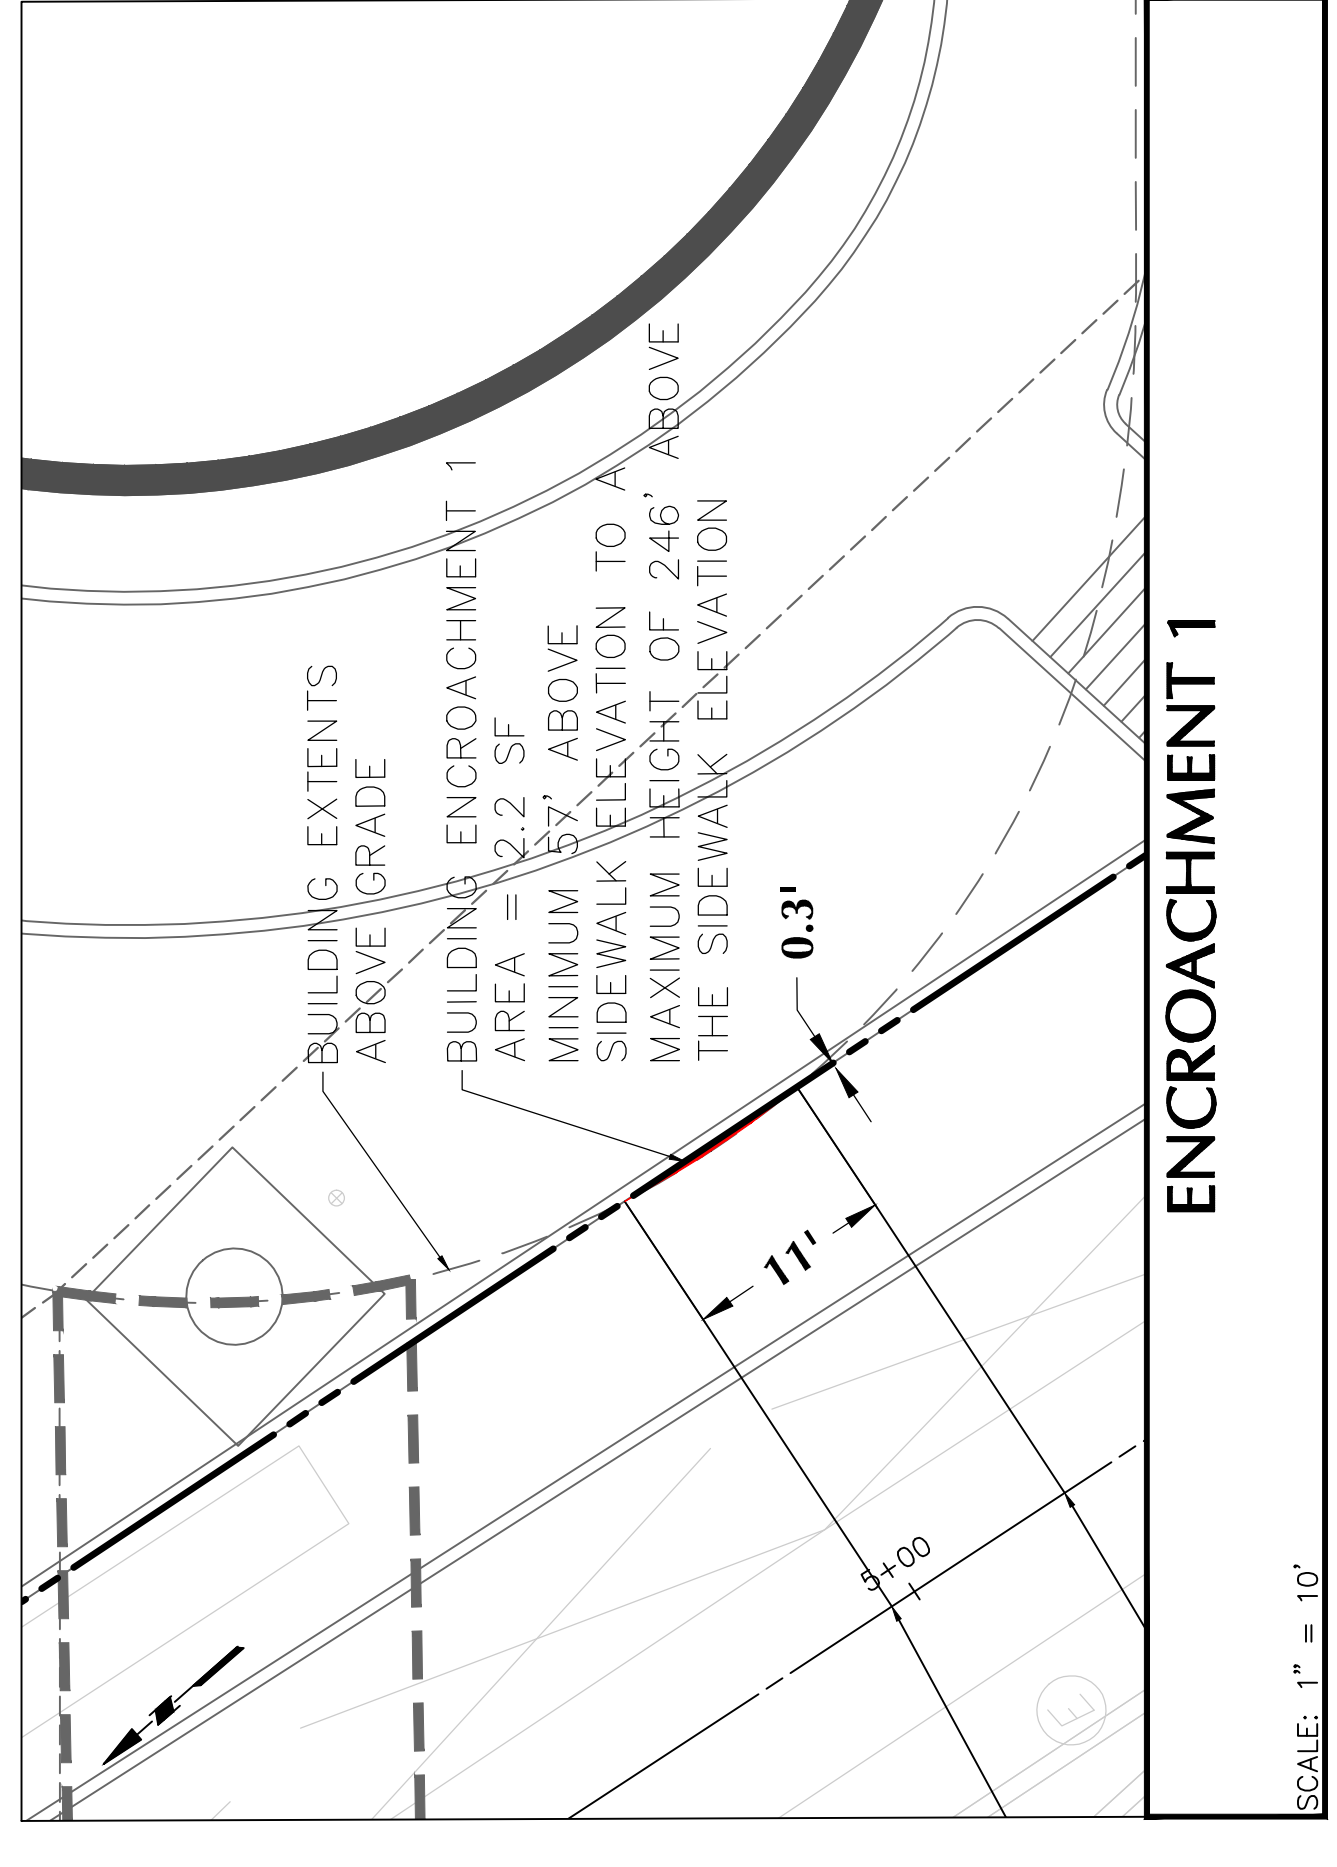 BUILDING EXTENTS
ABOVE GRADE
BUILDING ENCROACHMENT 1
AREA = 2.2 SF
MINIMUM 57' ABOVE
SIDEWALK ELEVATION TO A
MAXIMUM HEIGHT OF 246' ABOVE
THE SIDEWALK ELEVATION
0.3'
11'
5+00
E
ENCROACHMENT 1
SCALE: 1" = 10'